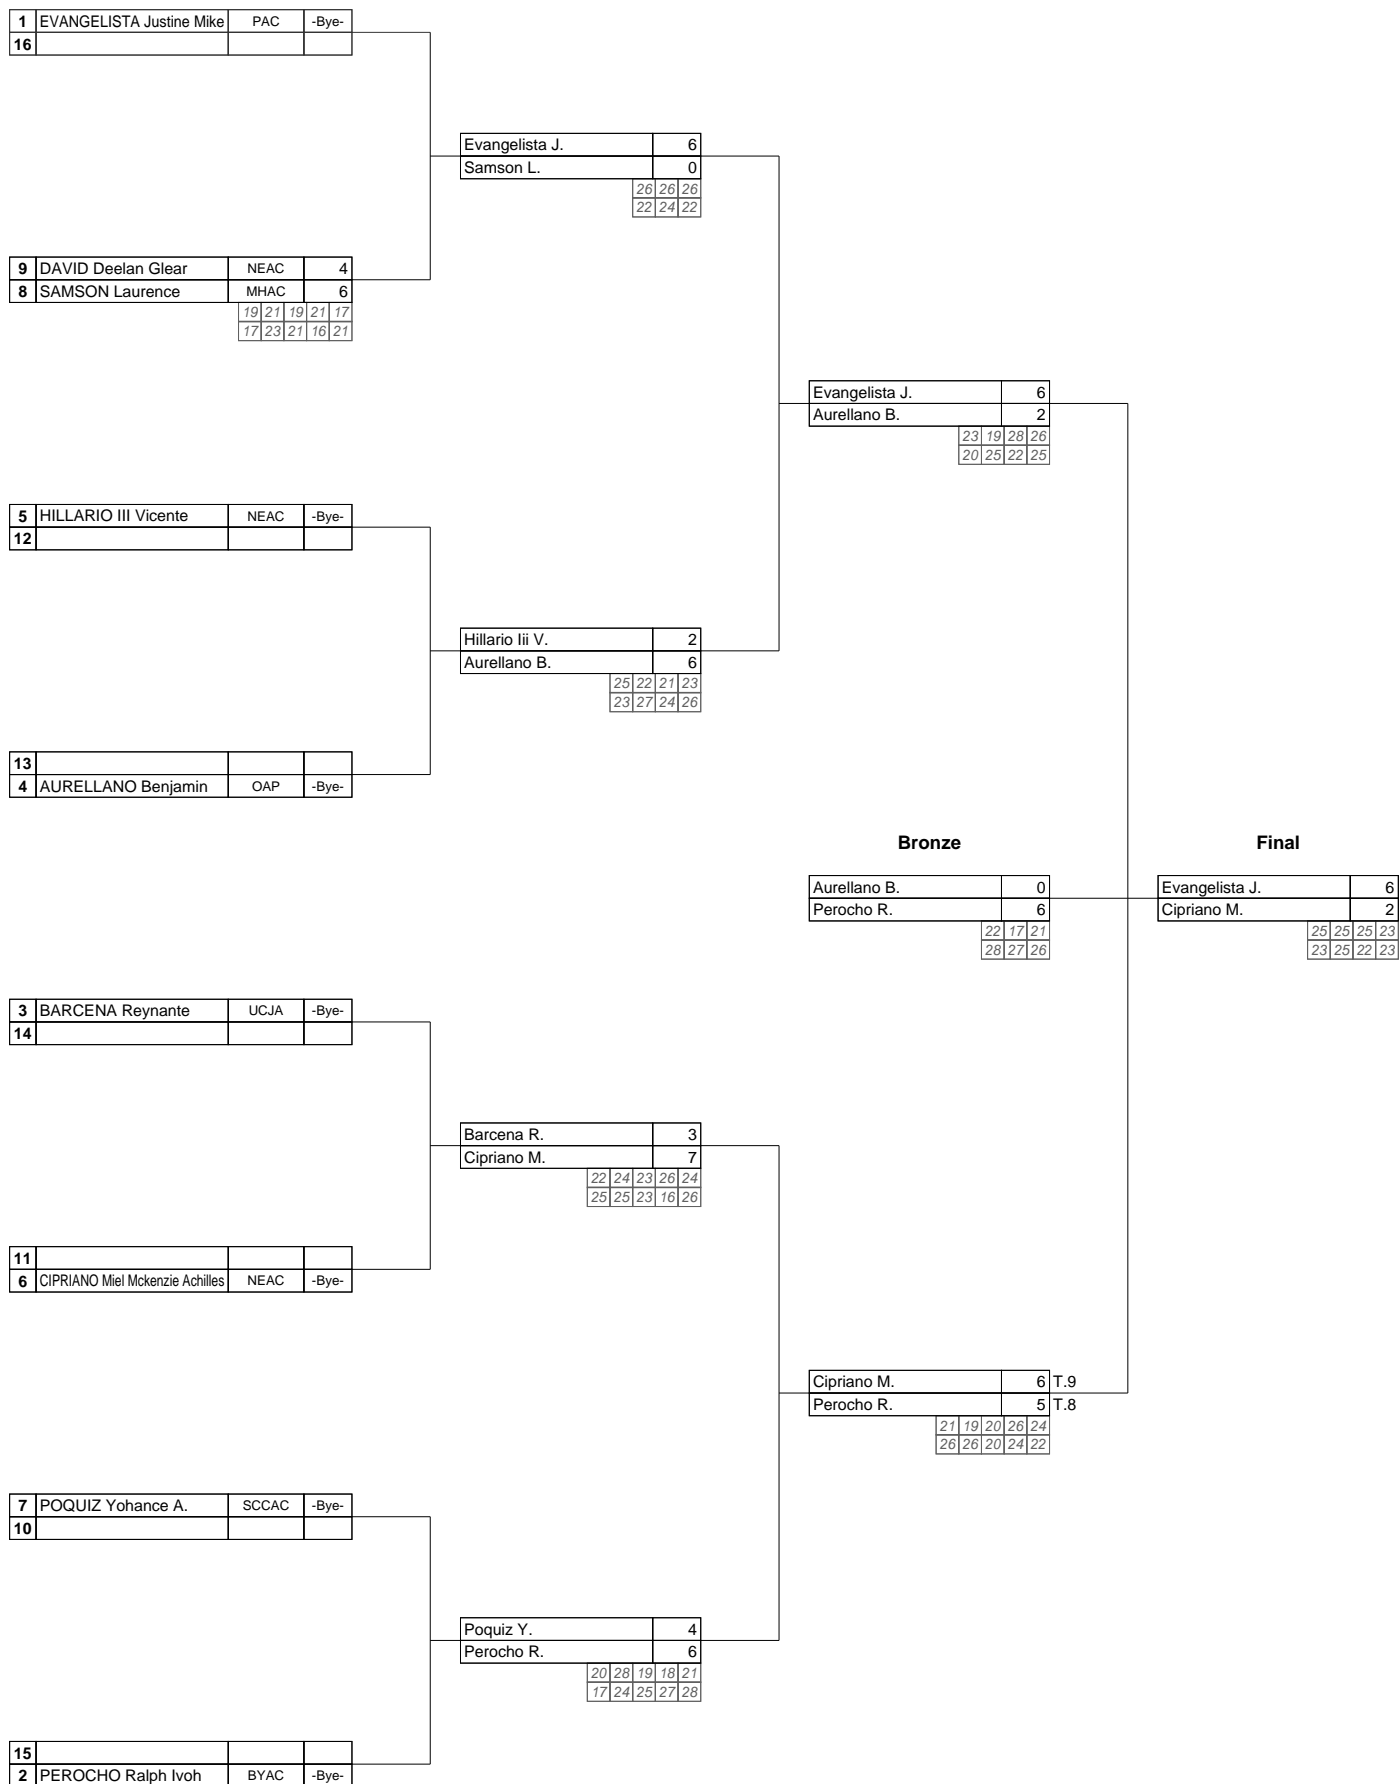 1 EVANGELISTA Justine Mike PAC -Bye-
16
Evangelista J. 6
Samson L. 0
26 26 26
22 24 22
9 DAVID Deelan Glear NEAC 4
8 SAMSON Laurence MHAC 6
19 21 19 21 17
17 23 21 16 21
Evangelista J. 6
Aurellano B. 2
23 19 28 26
20 25 22 25
5 HILLARIO III Vicente NEAC -Bye-
12
Hillario Iii V. 2
Aurellano B. 6
25 22 21 23
23 27 24 26
13
4 AURELLANO Benjamin OAP -Bye-
Bronze
Final
Aurellano B. 0
Perocho R. 6
22 17 21
28 27 26
Evangelista J. 6
Cipriano M. 2
25 25 25 23
23 25 22 23
3 BARCENA Reynante UCJA -Bye-
14
Barcena R. 3
Cipriano M. 7
22 24 23 26 24
25 25 23 16 26
11
6 CIPRIANO Miel Mckenzie Achilles NEAC -Bye-
Cipriano M. 6 T.9
Perocho R. 5 T.8
21 19 20 26 24
26 26 20 24 22
7 POQUIZ Yohance A. SCCAC -Bye-
10
Poquiz Y. 4
Perocho R. 6
20 28 19 18 21
17 24 25 27 28
15
2 PEROCHO Ralph Ivoh BYAC -Bye-